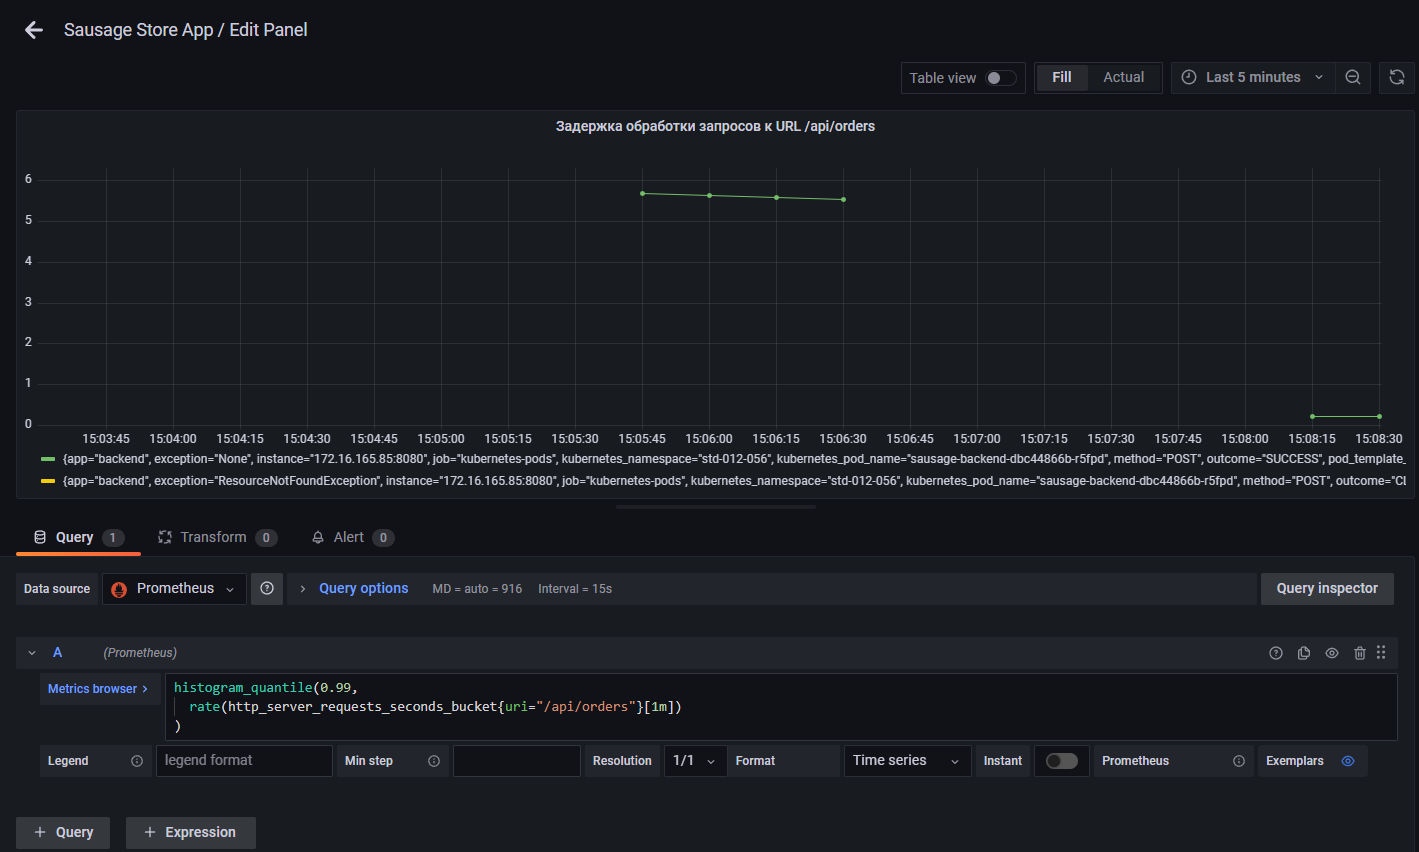 Sausage Store App / Edit Panel
Table view Fill Actual Last 5 minutes
Задержка обработки запросов к URL /api/orders
6
5
4
3
2
1
0
15:03:45 15:04:00 15:04:15 15:04:30 15:04:45 15:05:00 15:05:15 15:05:30 15:05:45 15:06:00 15:06:15 15:06:30 15:06:45 15:07:00 15:07:15 15:07:30 15:07:45 15:08:00 15:08:15 15:08:30
{app="backend", exception="None", instance="172.16.165.85:8080", job="kubernetes-pods", kubernetes_namespace="std-012-056", kubernetes_pod_name="sausage-backend-dbc44866b-r5fpd", method="POST", outcome="SUCCESS", pod_template_
{app="backend", exception="ResourceNotFoundException", instance="172.16.165.85:8080", job="kubernetes-pods", kubernetes_namespace="std-012-056", kubernetes_pod_name="sausage-backend-dbc44866b-r5fpd", method="POST", outcome="CL
Query 1 Transform 0 Alert 0
Data source Prometheus Query options MD = auto = 916 Interval = 15s Query inspector
A (Prometheus)
Metrics browser histogram_quantile(0.99,
rate(http_server_requests_seconds_bucket{uri="/api/orders"}[1m])
)
Legend legend format Min step Resolution 1/1 Format Time series Instant Prometheus Exemplars
+ Query + Expression